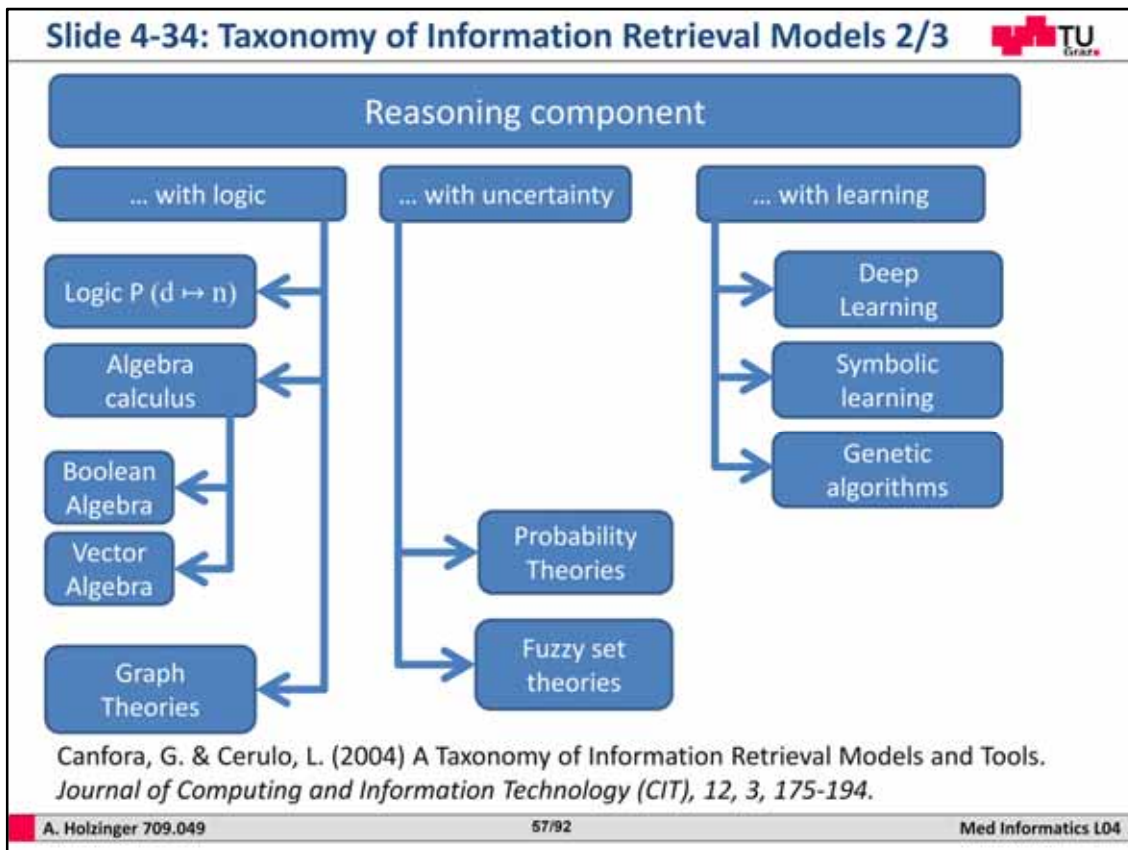 Slide 4-34: Taxonomy of Information Retrieval Models 2/3
TU
Graz
Reasoning component
... with logic
... with uncertainty
... with learning
Logic P (d ↦ n)
Algebra
calculus
Boolean
Algebra
Vector
Algebra
Graph
Theories
Probability
Theories
Fuzzy set
theories
Deep
Learning
Symbolic
learning
Genetic
algorithms
Canfora, G. & Cerulo, L. (2004) A Taxonomy of Information Retrieval Models and Tools.
Journal of Computing and Information Technology (CIT), 12, 3, 175-194.
A. Holzinger 709.049
57/92
Med Informatics L04